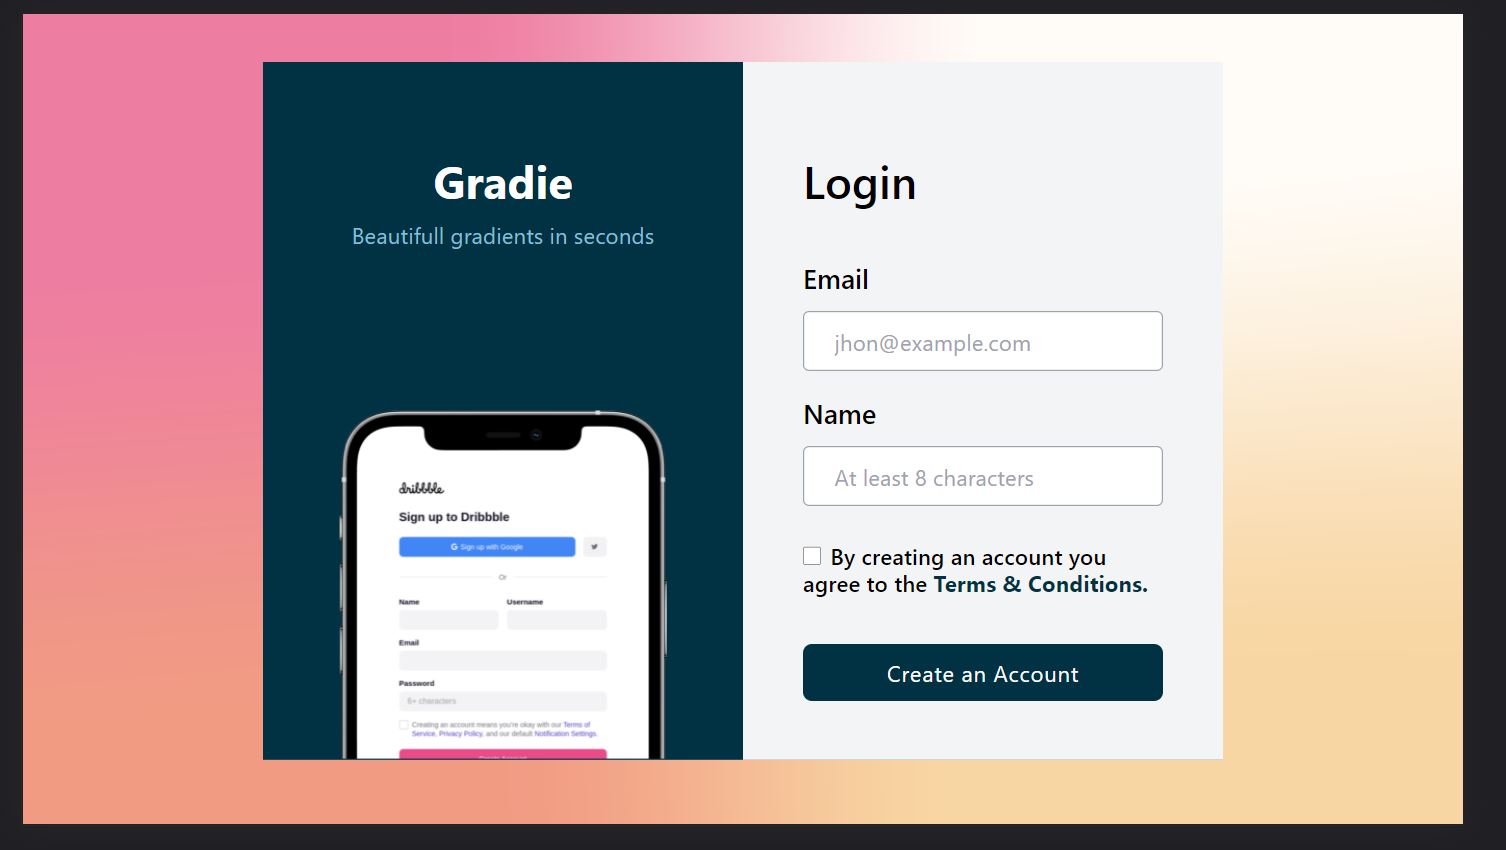 Gradie
Beautifull gradients in seconds
dribbble
Sign up to Dribbble
G Sign up with Google
Or
Name Username
Email
Password
6+ characters
Creating an account means you're okay with our Terms of
Service, Privacy Policy, and our default Notification Settings.
Login
Email
jhon@example.com
Name
At least 8 characters
By creating an account you
agree to the Terms & Conditions.
Create an Account